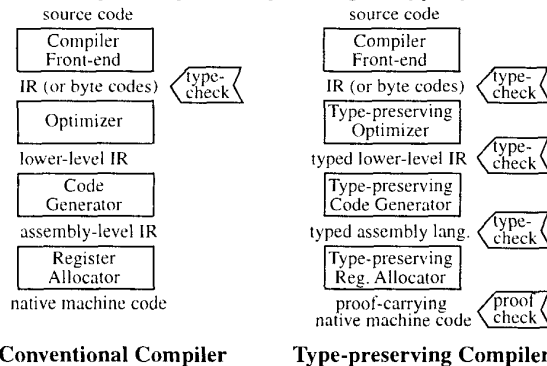 source code
Compiler
Front-end
IR (or byte codes)
type-
check
Optimizer
lower-level IR
Code
Generator
assembly-level IR
Register
Allocator
native machine code
Conventional Compiler
source code
Compiler
Front-end
IR (or byte codes)
type-
check
Type-preserving
Optimizer
typed lower-level IR
type-
check
Type-preserving
Code Generator
typed assembly lang.
type-
check
Type-preserving
Reg. Allocator
proof-carrying
native machine code
proof
check
Type-preserving Compiler